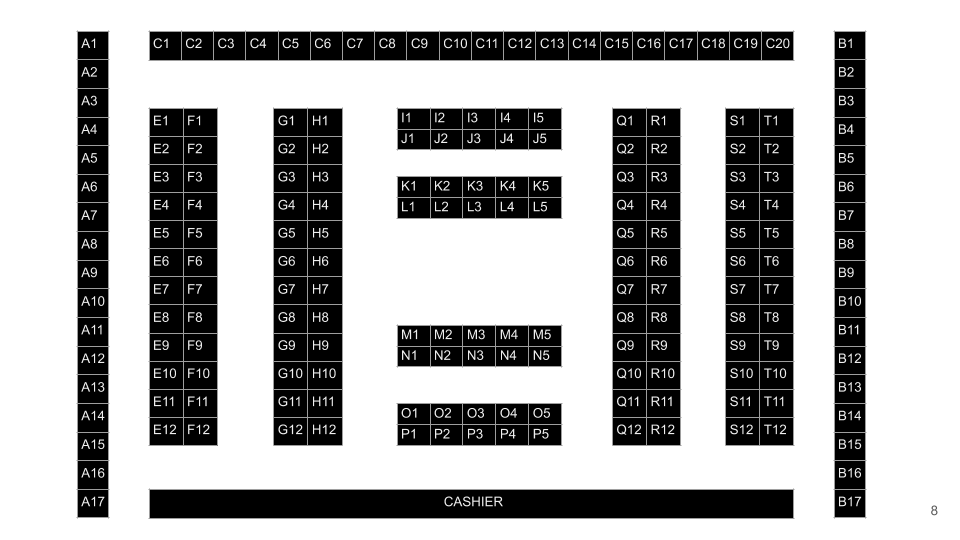 A1 C1 C2 C3 C4 C5 C6 C7 C8 C9 C10 C11 C12 C13 C14 C15 C16 C17 C18 C19 C20 B1
A2 B2
A3 B3
E1 F1 G1 H1 I1 I2 I3 I4 I5 Q1 R1 S1 T1
A4 B4
J1 J2 J3 J4 J5
E2 F2 G2 H2 Q2 R2 S2 T2
A5 B5
E3 F3 G3 H3 Q3 R3 S3 T3
A6 K1 K2 K3 K4 K5 B6
E4 F4 G4 H4 L1 L2 L3 L4 L5 Q4 R4 S4 T4
A7 B7
E5 F5 G5 H5 Q5 R5 S5 T5
A8 B8
E6 F6 G6 H6 Q6 R6 S6 T6
A9 B9
E7 F7 G7 H7 Q7 R7 S7 T7
A10 B10
E8 F8 G8 H8 Q8 R8 S8 T8
A11 M1 M2 M3 M4 M5 B11
E9 F9 G9 H9 Q9 R9 S9 T9
A12 N1 N2 N3 N4 N5 B12
E10 F10 G10 H10 Q10 R10 S10 T10
A13 B13
E11 F11 G11 H11 Q11 R11 S11 T11
A14 O1 O2 O3 O4 O5 B14
E12 F12 G12 H12 P1 P2 P3 P4 P5 Q12 R12 S12 T12
A15 B15
A16 B16
A17 CASHIER B17
8